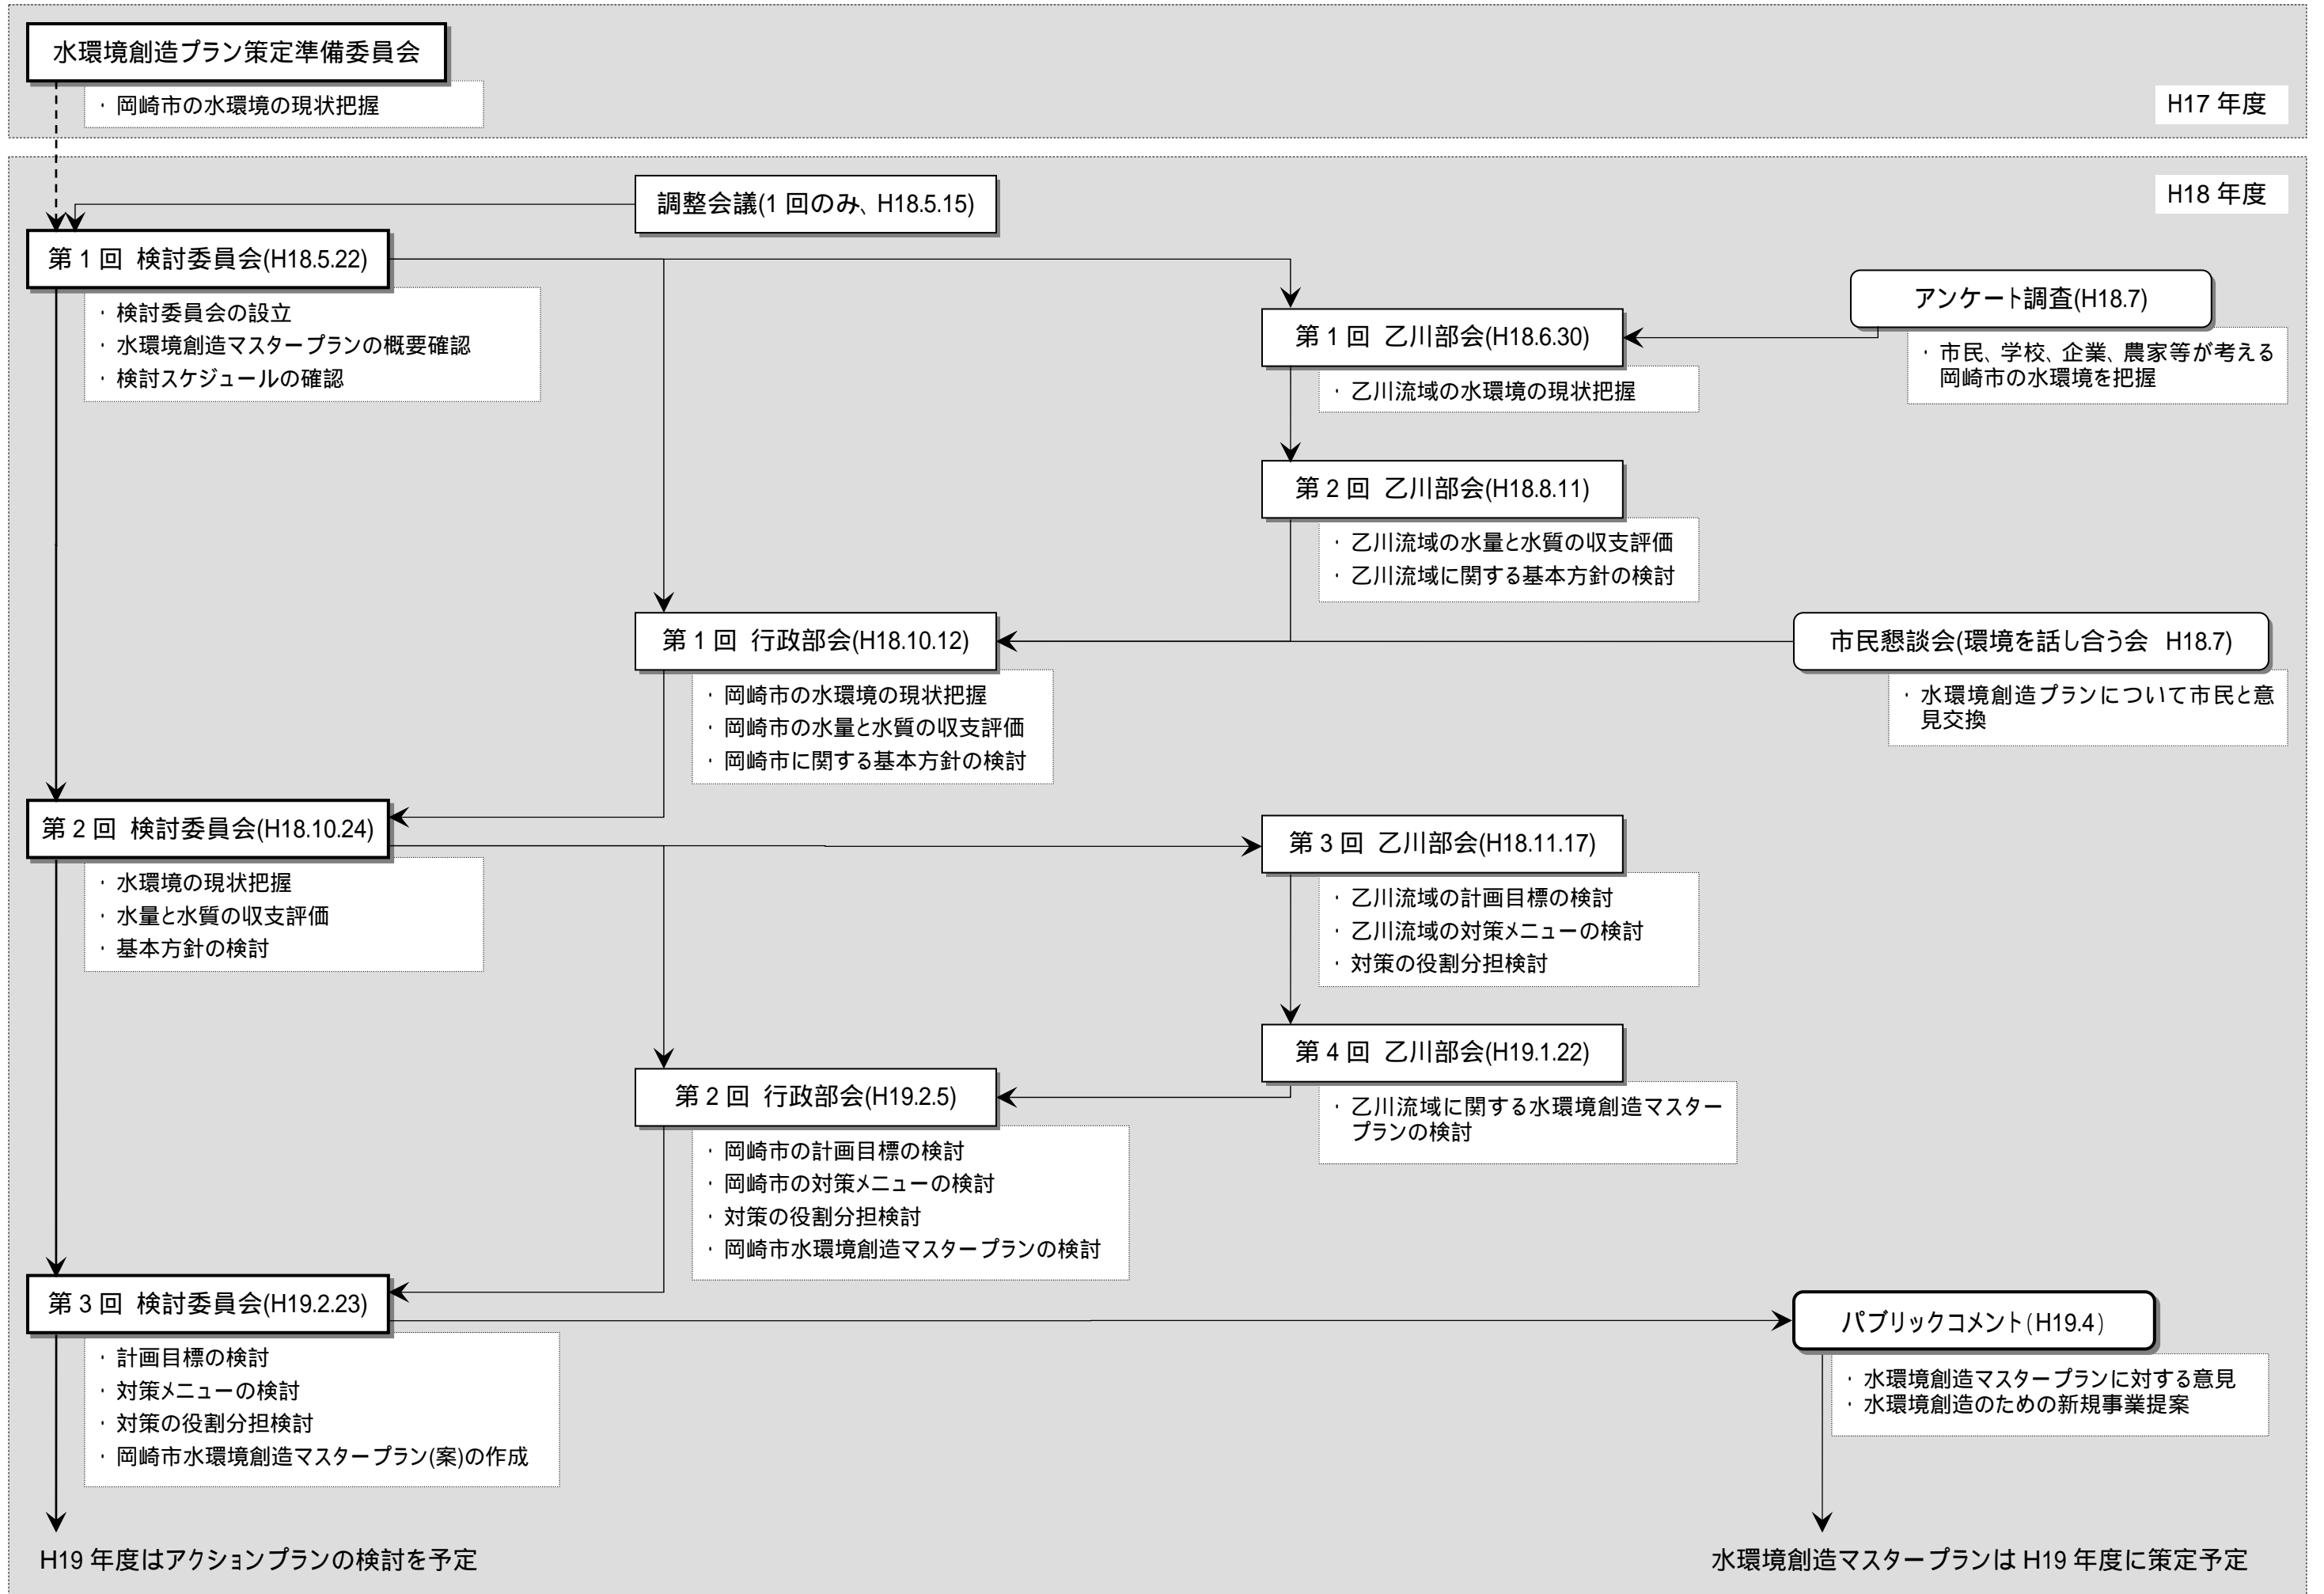 水環境創造プラン策定準備委員会
・岡崎市の水環境の現状把握
H17 年度
H18 年度
調整会議(1 回のみ、H18.5.15)
第 1 回 検討委員会(H18.5.22)
・検討委員会の設立
・水環境創造マスタープランの概要確認
・検討スケジュールの確認
アンケート調査(H18.7)
・市民、学校、企業、農家等が考える
岡崎市の水環境を把握
第 1 回 乙川部会(H18.6.30)
・乙川流域の水環境の現状把握
第 2 回 乙川部会(H18.8.11)
・乙川流域の水量と水質の収支評価
・乙川流域に関する基本方針の検討
第 1 回 行政部会(H18.10.12)
・岡崎市の水環境の現状把握
・岡崎市の水量と水質の収支評価
・岡崎市に関する基本方針の検討
市民懇談会(環境を話し合う会 H18.7)
・水環境創造プランについて市民と意
見交換
第 2 回 検討委員会(H18.10.24)
・水環境の現状把握
・水量と水質の収支評価
・基本方針の検討
第 3 回 乙川部会(H18.11.17)
・乙川流域の計画目標の検討
・乙川流域の対策メニューの検討
・対策の役割分担検討
第 4 回 乙川部会(H19.1.22)
・乙川流域に関する水環境創造マスター
プランの検討
第 2 回 行政部会(H19.2.5)
・岡崎市の計画目標の検討
・岡崎市の対策メニューの検討
・対策の役割分担検討
・岡崎市水環境創造マスタープランの検討
第 3 回 検討委員会(H19.2.23)
・計画目標の検討
・対策メニューの検討
・対策の役割分担検討
・岡崎市水環境創造マスタープラン(案)の作成
パブリックコメント(H19.4)
・水環境創造マスタープランに対する意見
・水環境創造のための新規事業提案
H19 年度はアクションプランの検討を予定
水環境創造マスタープランは H19 年度に策定予定